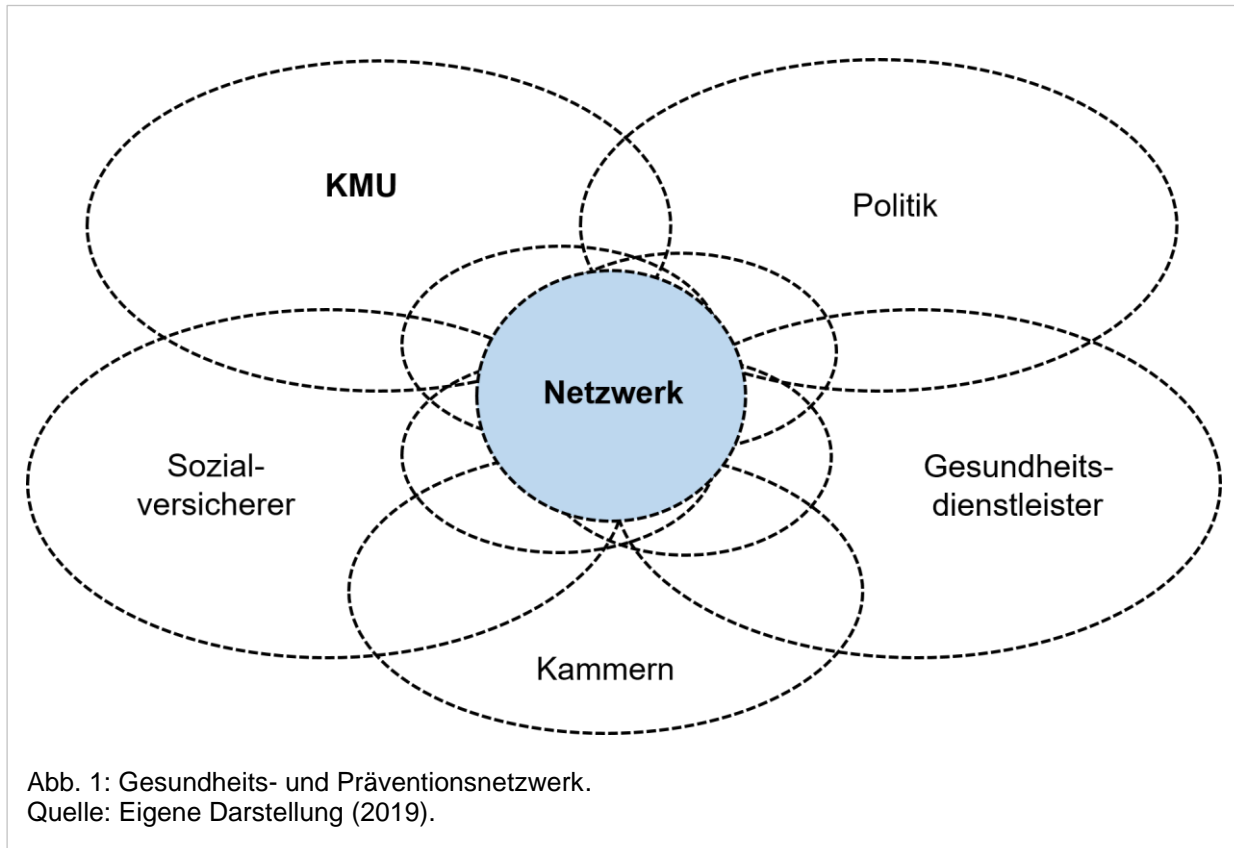 KMU
Politik
Netzwerk
Sozial-
versicherer
Gesundheits-
dienstleister
Kammern
Abb. 1: Gesundheits- und Präventionsnetzwerk.
Quelle: Eigene Darstellung (2019).